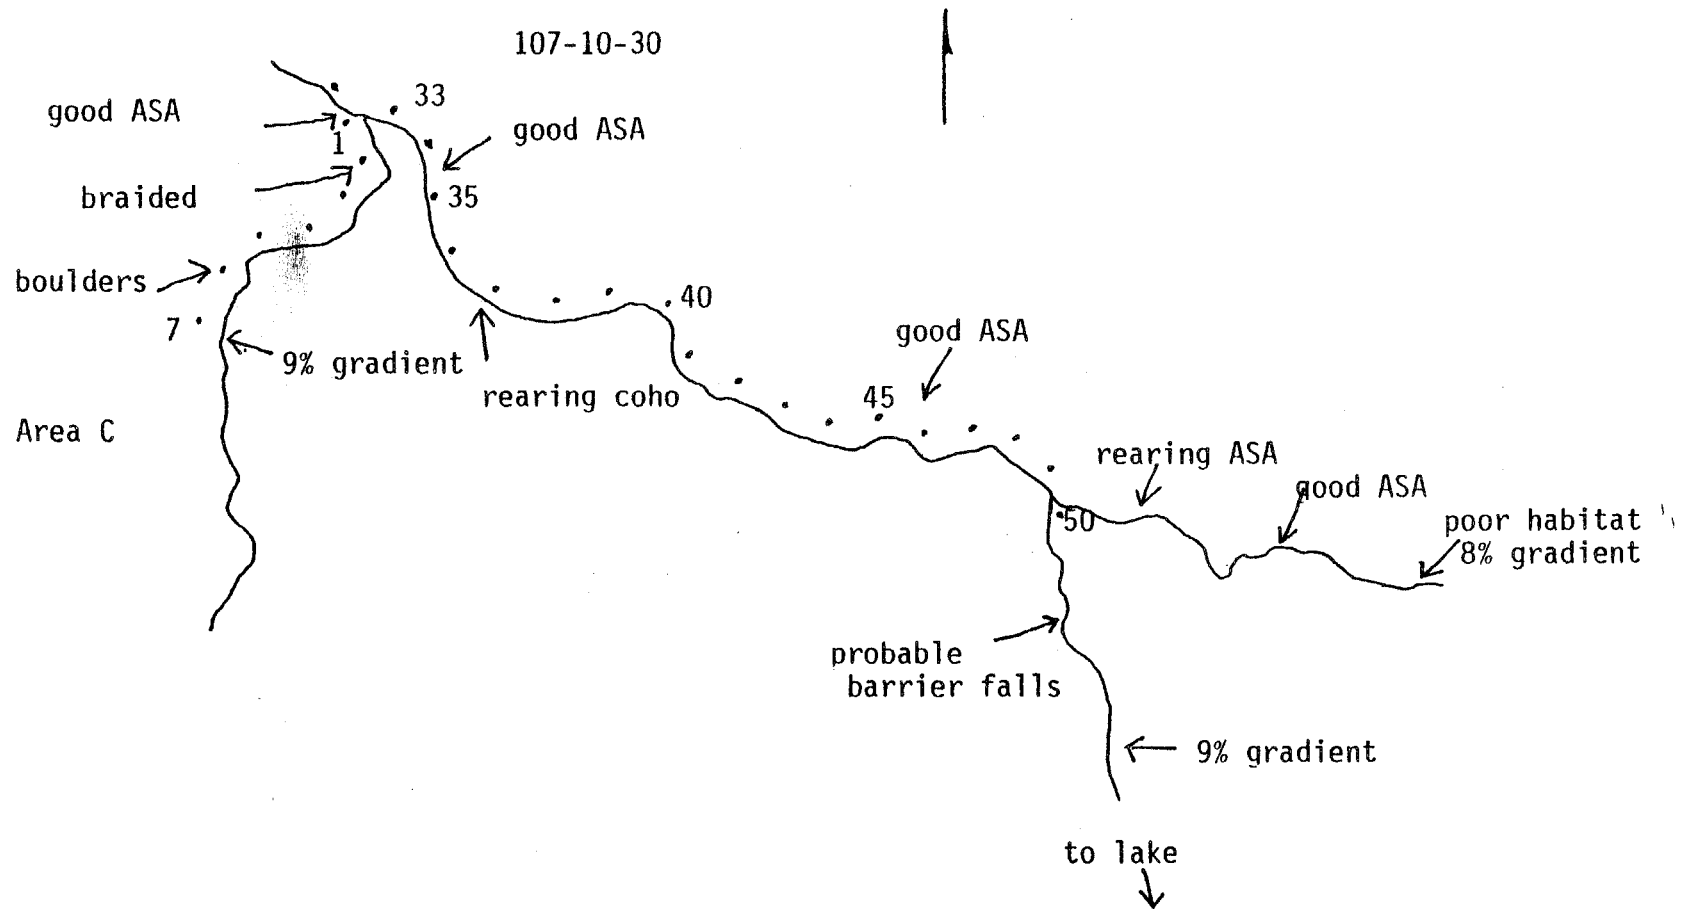 107-10-30
33
good ASA
good ASA
1
braided
35
boulders
40
7
9% gradient
good ASA
rearing coho
45
Area C
rearing ASA
good ASA
50
poor habitat
8% gradient
probable
barrier falls
9% gradient
to lake